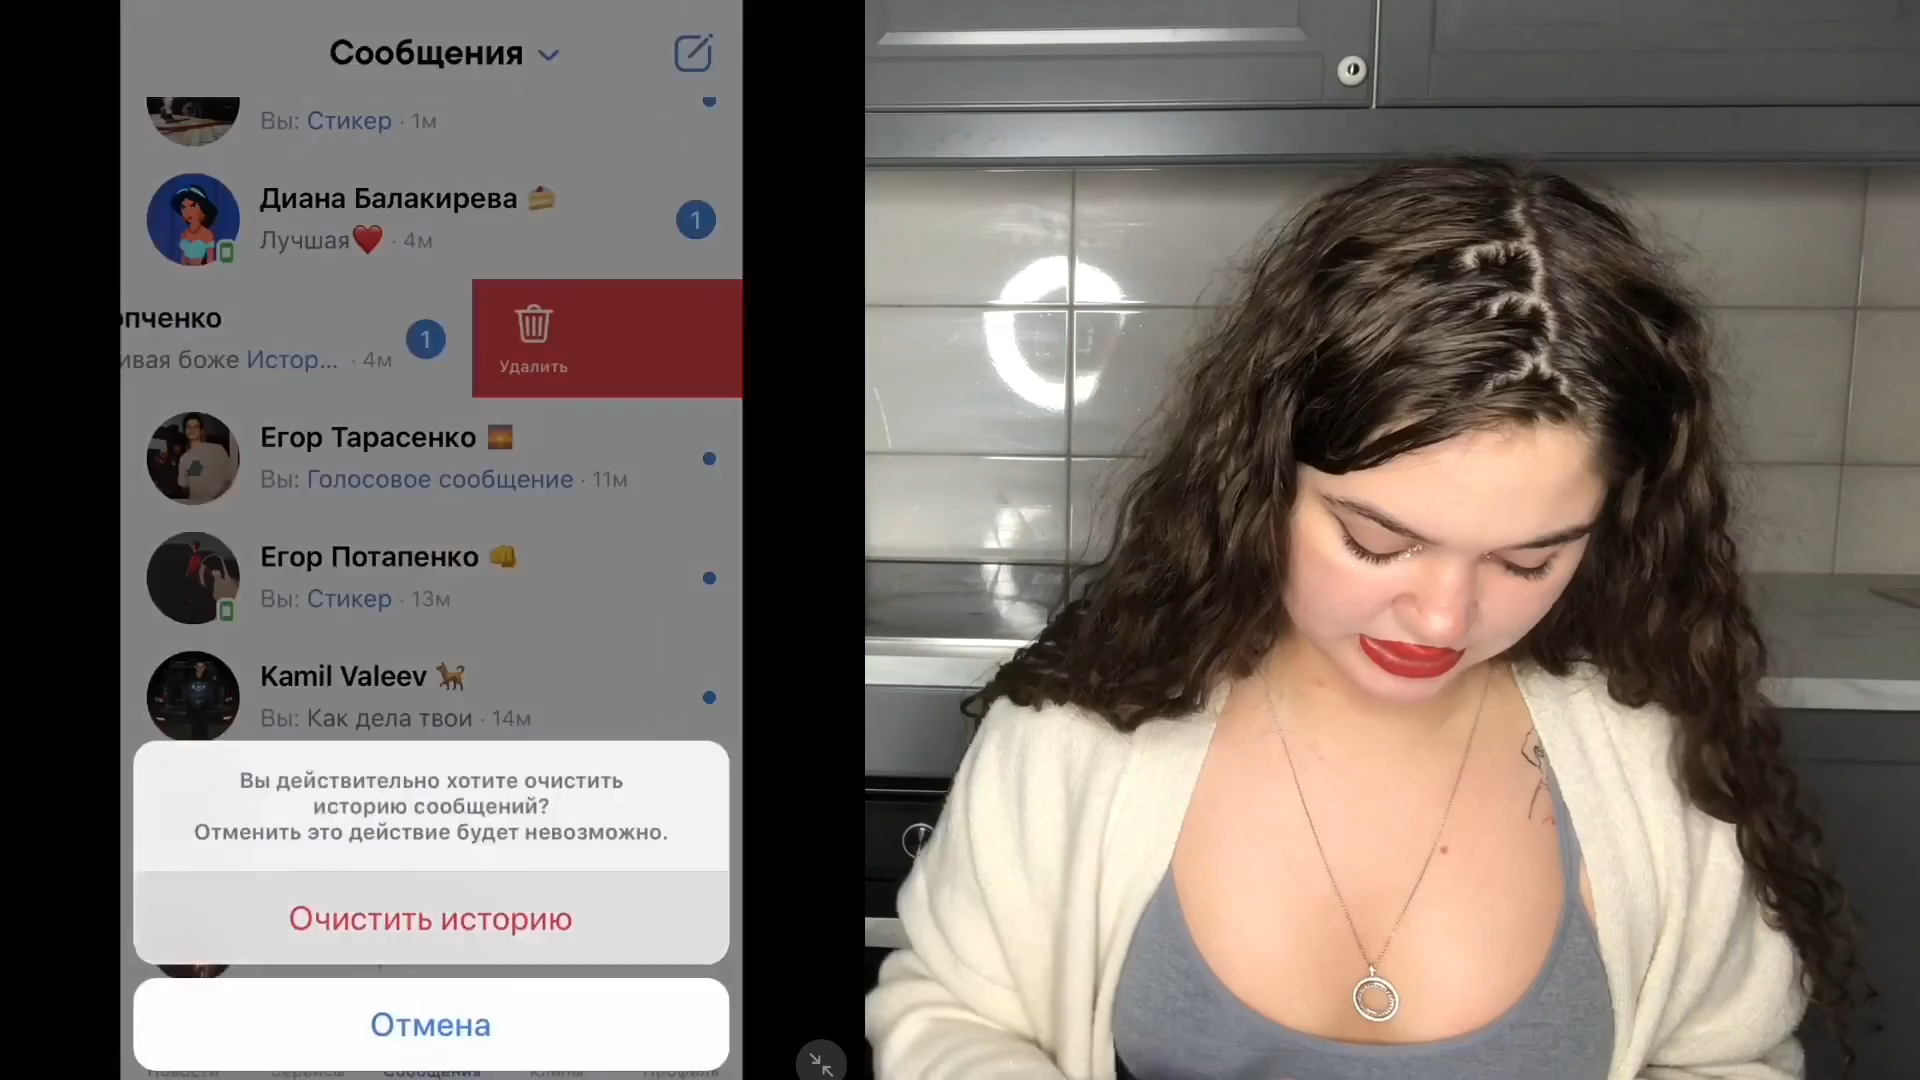 Сообщения
Вы: Стикер · 1м
Диана Балакирева
Лучшая❤️ · 4м
1
пченко
ивая боже Истор... · 4м
1
Удалить
Егор Тарасенко
Вы: Голосовое сообщение · 11м
Егор Потапенко
Вы: Стикер · 13м
Kamil Valeev
Вы: Как дела твои · 14м
Вы действительно хотите очистить
историю сообщений?
Отменить это действие будет невозможно.
Очистить историю
Отмена